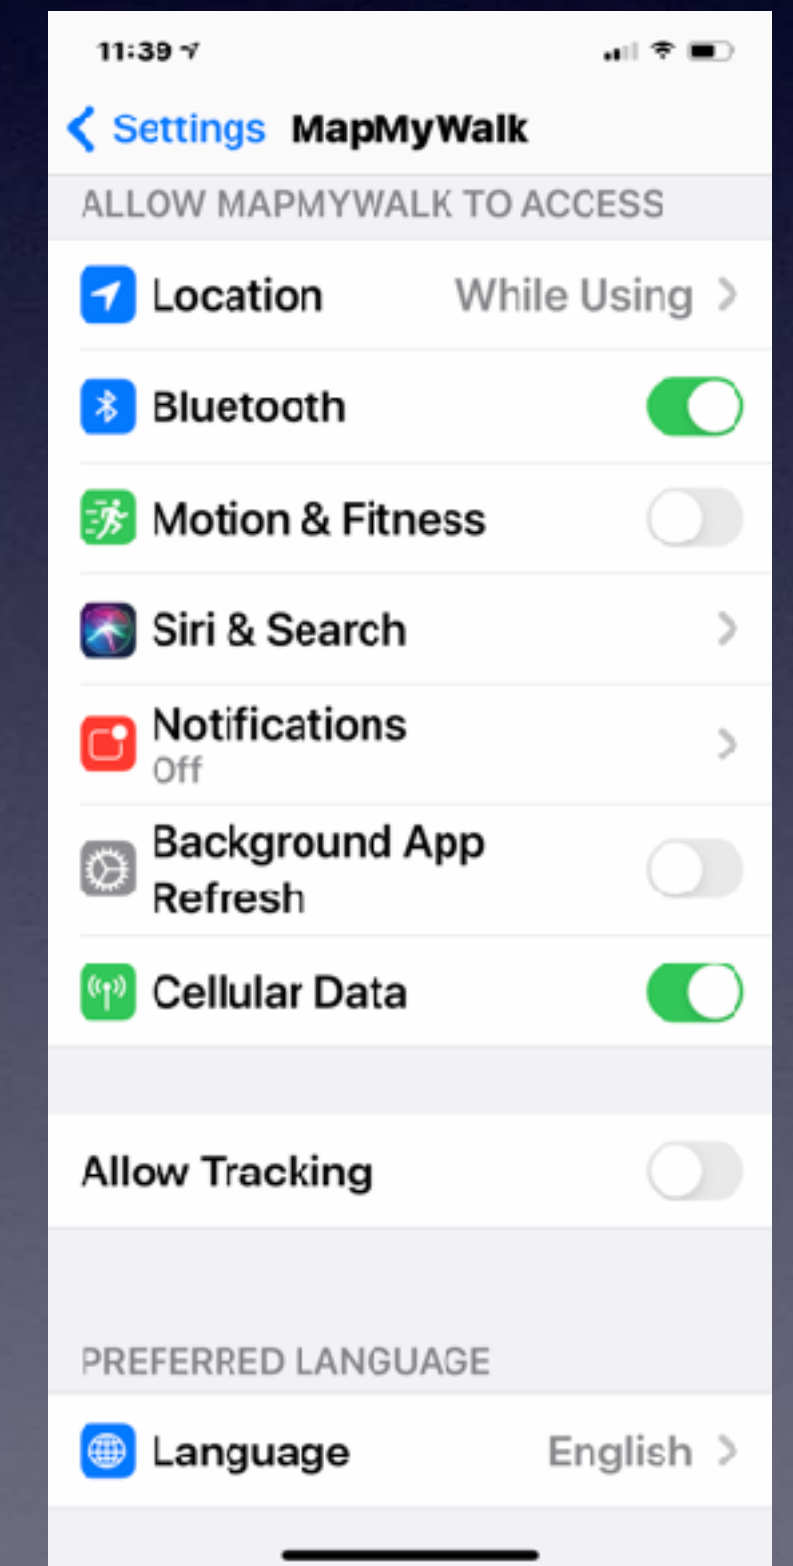 11:39
Settings MapMyWalk
ALLOW MAPMYWALK TO ACCESS
Location While Using
Bluetooth
Motion & Fitness
Siri & Search
Notifications
Off
Background App
Refresh
Cellular Data
Allow Tracking
PREFERRED LANGUAGE
Language English